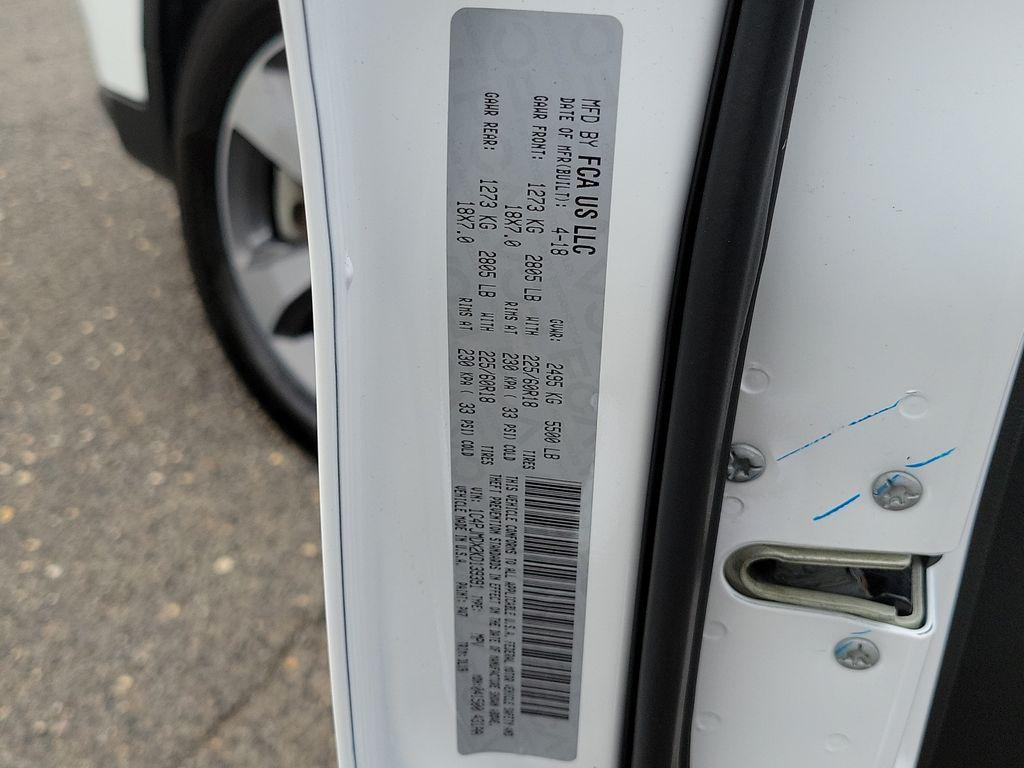 MFD BY FCA US LLC
DATE OF MFR(BUILT): 4-18
GVWR: 2495 KG 5500 LB
GAWR FRONT: 1273 KG 2805 LB WITH 225/60R18 TIRES
18X7.0 RIMS AT 230 KPA ( 33 PSI) COLD
GAWR REAR: 1273 KG 2805 LB WITH 225/60R18 TIRES
18X7.0 RIMS AT 230 KPA ( 33 PSI) COLD
THIS VEHICLE CONFORMS TO ALL APPLICABLE U.S.A. FEDERAL MOTOR VEHICLE SAFETY AND
THEFT PREVENTION STANDARDS IN EFFECT ON THE DATE OF MANUFACTURE SHOWN ABOVE.
VIN: TYPE: MPV
VEHICLE MADE IN U.S.A. PAINT: